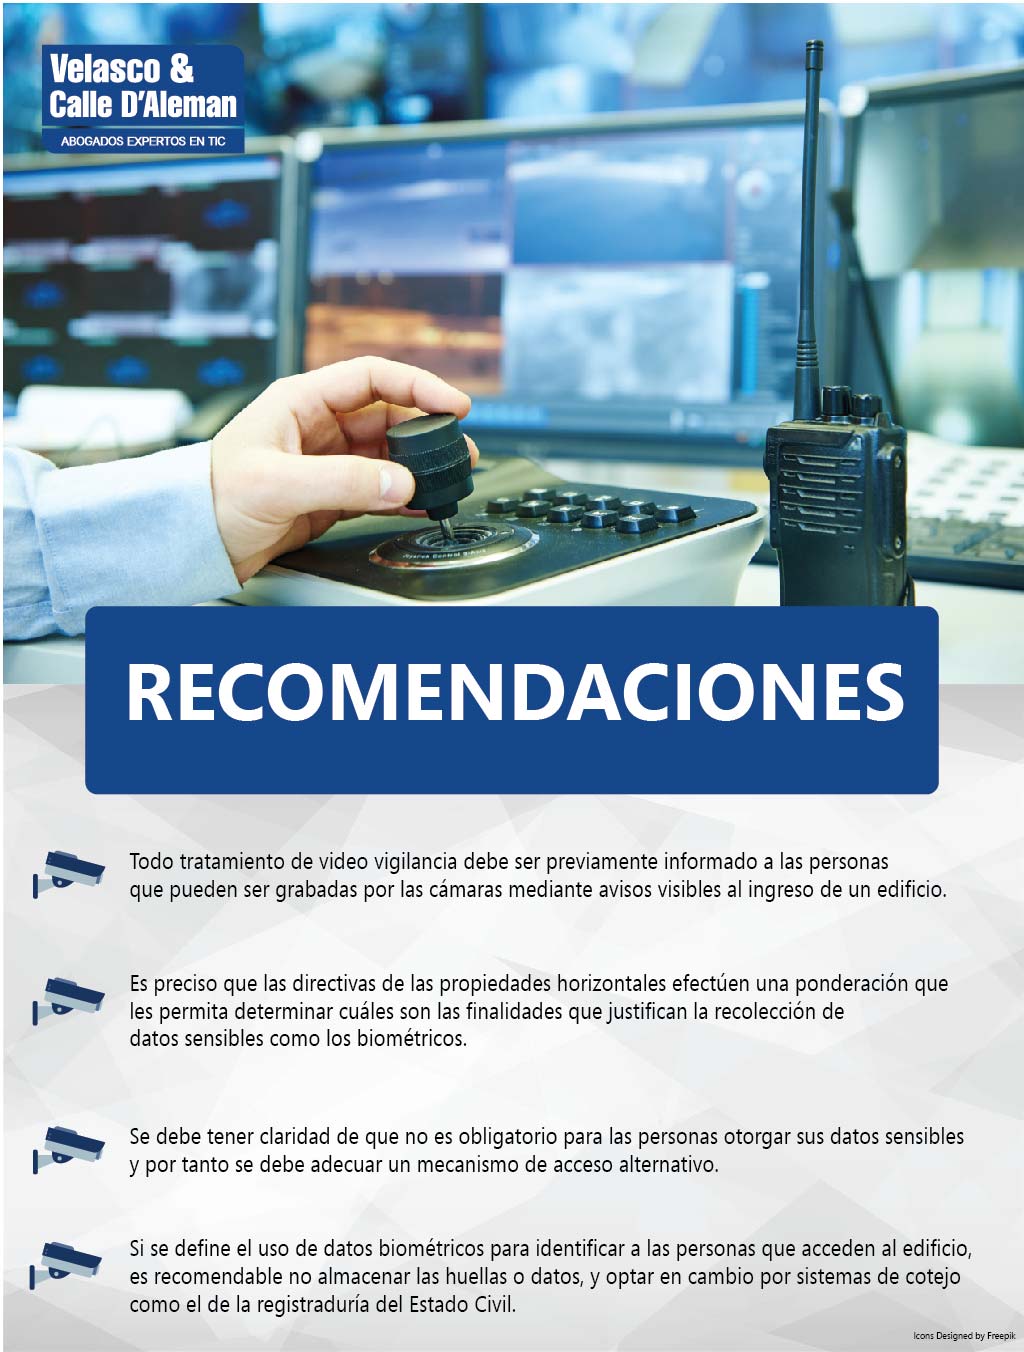 Velasco &
Calle D'Aleman
ABOGADOS EXPERTOS EN TIC
RECOMENDACIONES
Todo tratamiento de video vigilancia debe ser previamente informado a las personas
que pueden ser grabadas por las cámaras mediante avisos visibles al ingreso de un edificio.
Es preciso que las directivas de las propiedades horizontales efectúen una ponderación que
les permita determinar cuáles son las finalidades que justifican la recolección de
datos sensibles como los biométricos.
Se debe tener claridad de que no es obligatorio para las personas otorgar sus datos sensibles
y por tanto se debe adecuar un mecanismo de acceso alternativo.
Si se define el uso de datos biométricos para identificar a las personas que acceden al edificio,
es recomendable no almacenar las huellas o datos, y optar en cambio por sistemas de cotejo
como el de la registraduría del Estado Civil.
Icons Designed by Freepik